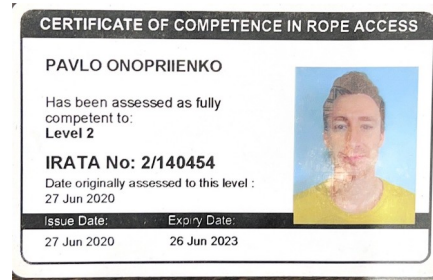 CERTIFICATE OF COMPETENCE IN ROPE ACCESS
PAVLO ONOPRIIENKO
Has been assessed as fully
competent to:
Level 2
IRATA No: 2/140454
Date originally assessed to this level :
27 Jun 2020
Issue Date: Expiry Date:
27 Jun 2020 26 Jun 2023